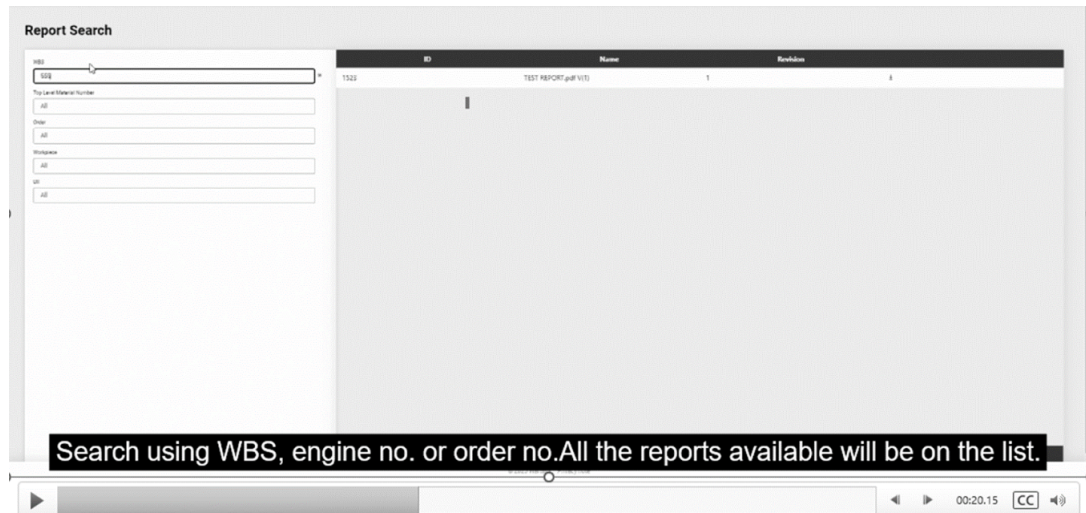 Report Search
WBS
ID Name Revision
1523 TEST REPORT.pdf V(1) 1
Top Level Material Number
All
Order
All
Workpiece
All
All
Search using WBS, engine no. or order no.All the reports available will be on the list.
00:20.15 CC